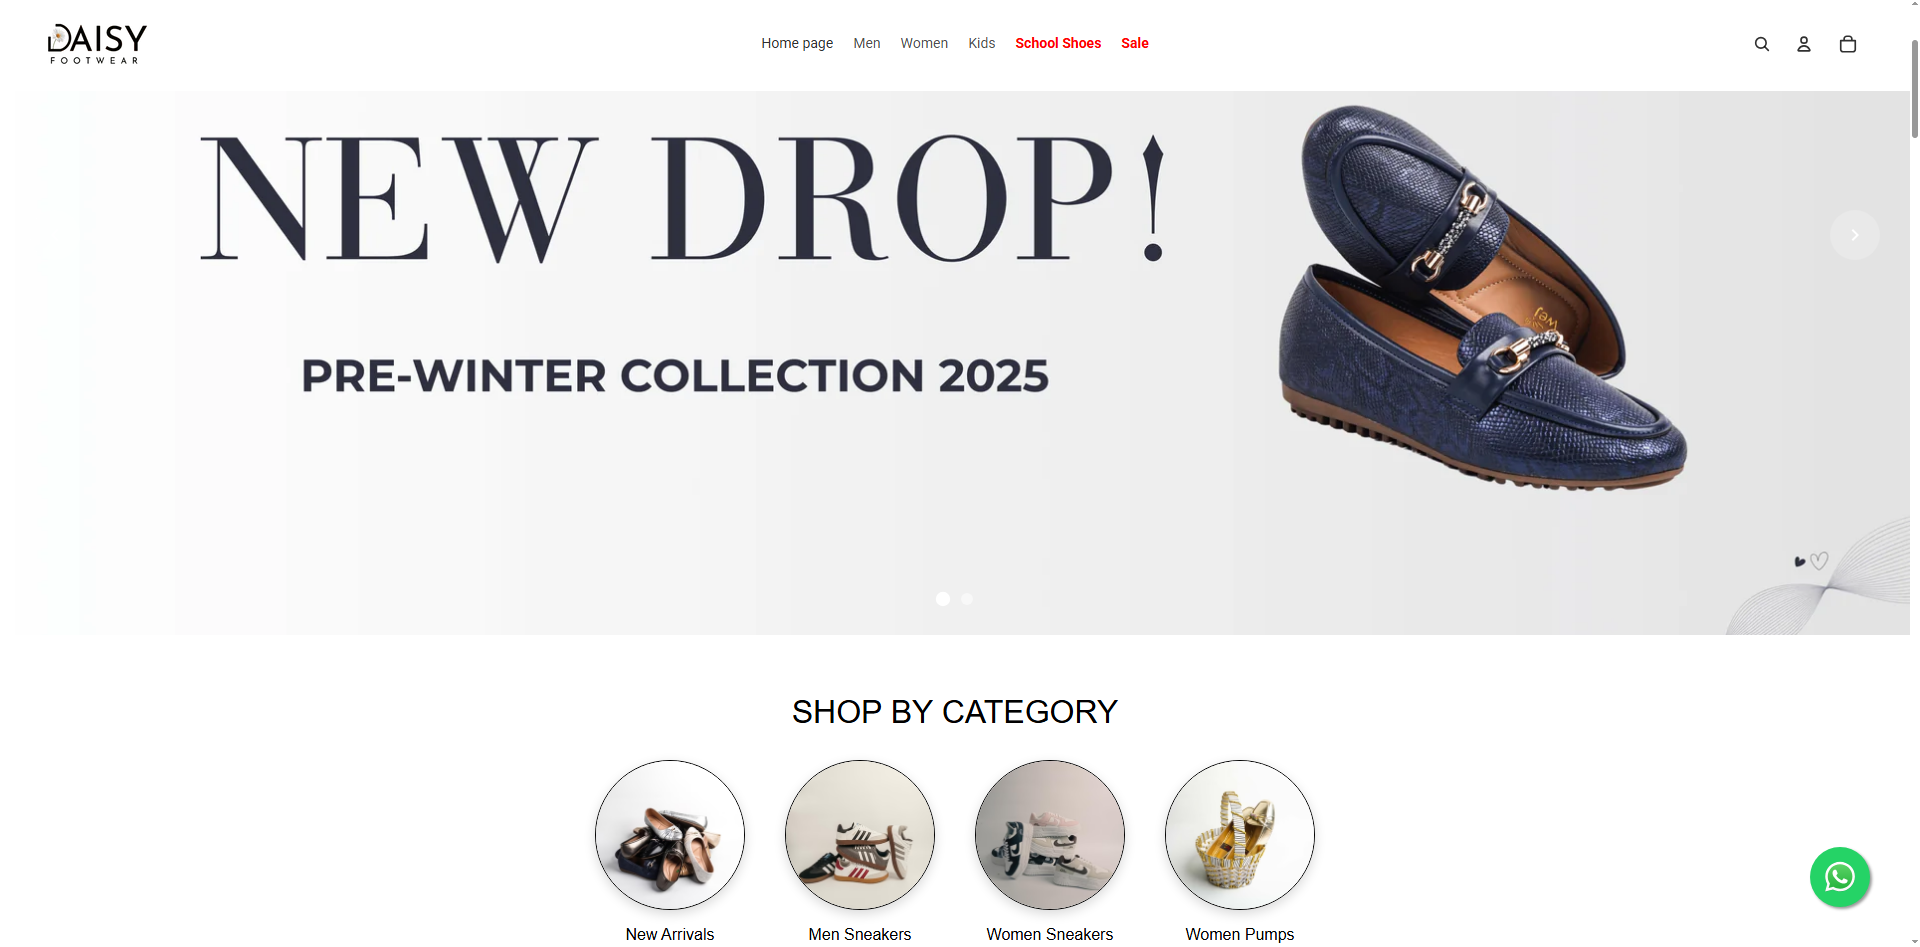 DAISY
FOOTWEAR
Home page Men Women Kids School Shoes Sale
NEW DROP!
PRE-WINTER COLLECTION 2025
SHOP BY CATEGORY
New Arrivals Men Sneakers Women Sneakers Women Pumps